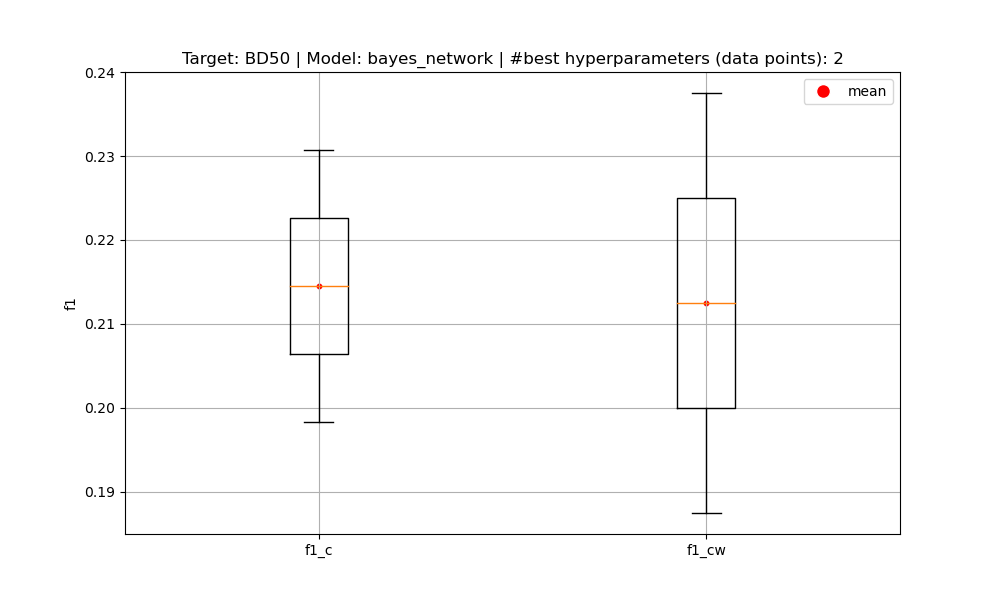 Target: BD50 | Model: bayes_network | #best hyperparameters (data points): 2
mean
0.24
0.23
0.22
0.21
0.20
0.19
f1
f1_c
f1_cw